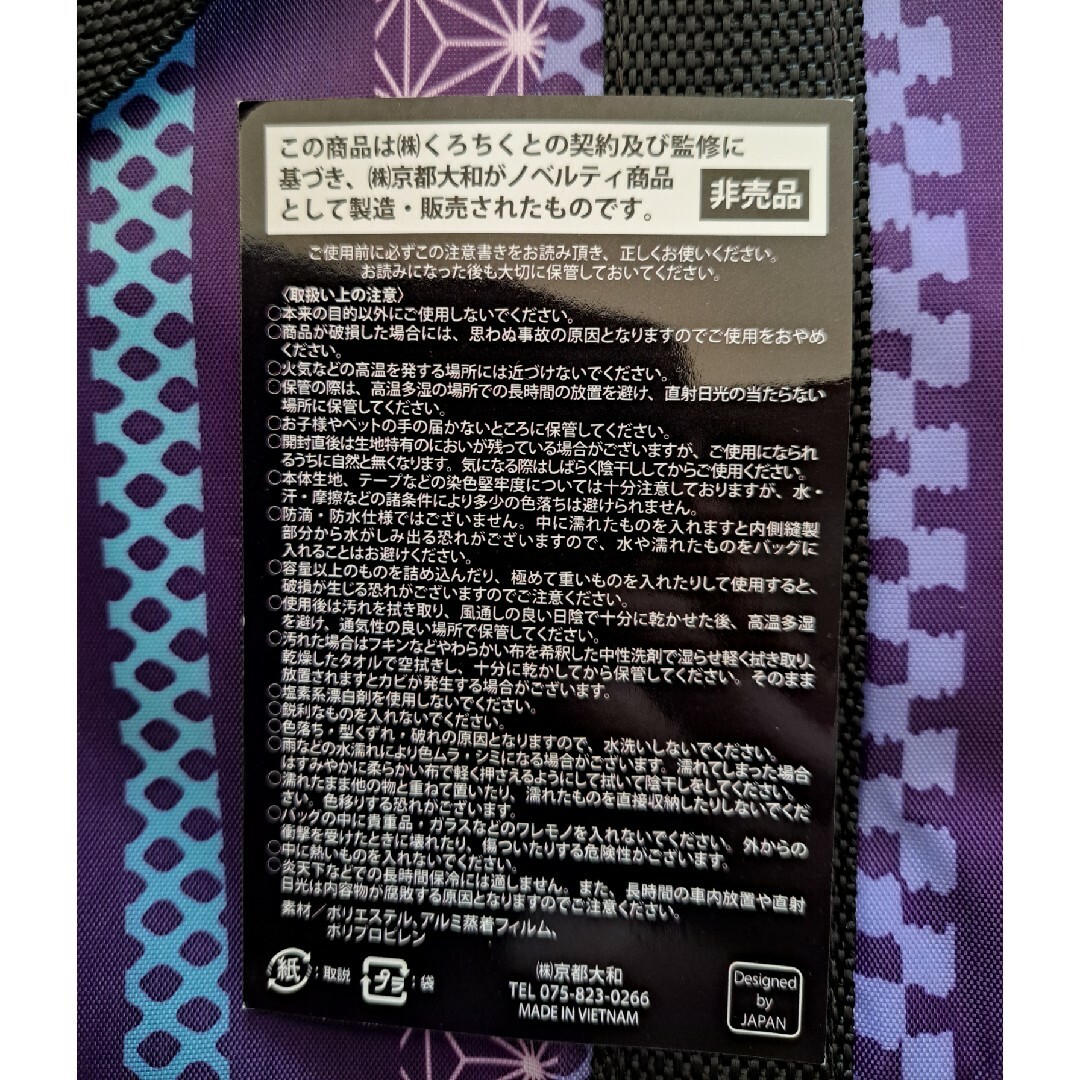 この商品は㈱くろちくとの契約及び監修に
基づき、㈱京都大和がノベルティ商品
として製造・販売されたものです。
非売品
ご使用前に必ずこの注意書きをお読み頂き、正しくお使いください。
お読みになった後も大切に保管しておいてください。
〈取扱い上の注意〉
○本来の目的以外にご使用しないでください。
○商品が破損した場合には、思わぬ事故の原因となりますのでご使用をおやめ
ください。
○火気などの高温を発する場所には近づけないでください。
○保管の際は、高温多湿の場所での長時間の放置を避け、直射日光の当たらない
場所に保管してください。
○お子様やペットの手の届かないところに保管してください。
○開封直後は生地特有のにおいが残っている場合がございますが、ご使用になられ
るうちに自然と無くなります。気になる際はしばらく陰干ししてからご使用ください。
○本体生地、テープなどの染色堅牢度については十分注意しておりますが、水・
汗・摩擦などの諸条件により多少の色落ちは避けられません。
○防滴・防水仕様ではございません。中に濡れたものを入れますと内側縫製
部分から水がしみ出る恐れがございますので、水や濡れたものをバッグに
入れることはお避けください。
○容量以上のものを詰め込んだり、極めて重いものを入れたりして使用すると、
破損が生じる恐れがございますのでご注意ください。
○使用後は汚れを拭き取り、風通しの良い日陰で十分に乾かせた後、高温多湿
を避け、通気性の良い場所で保管してください。
○汚れた場合はフキンなどやわらかい布を希釈した中性洗剤で湿らせ軽く拭き取り、
乾燥したタオルで空拭きし、十分に乾かしてから保管してください。そのまま
放置されますとカビが発生する場合がございます。
○塩素系漂白剤を使用しないでください。
○鋭利なものを入れないでください。
○色落ち・型くずれ・破れの原因となりますので、水洗いしないでください。
○雨などの水濡れにより色ムラ・シミになる場合がございます。濡れてしまった場合
はすみやかに柔らかい布で軽く押さえるようにして拭いて陰干しをしてください。
○濡れたまま他の物と重ねて置いたり、濡れたものを直接収納したりしないでくだ
さい。色移りする恐れがございます。
○バッグの中に貴重品・ガラスなどのワレモノを入れないでください。外からの
衝撃を受けたときに壊れたり、傷ついたりする危険性がございます。
○中に熱いものを入れないでください。
○炎天下などでの長時間保冷には適しません。また、長時間の車内放置や直射
日光は内容物が腐敗する原因となりますのでご注意ください。
素材／ポリエステル、アルミ蒸着フィルム、
ポリプロピレン
紙：取説 プラ：袋
㈱京都大和
TEL 075-823-0266
MADE IN VIETNAM
Designed
by
JAPAN